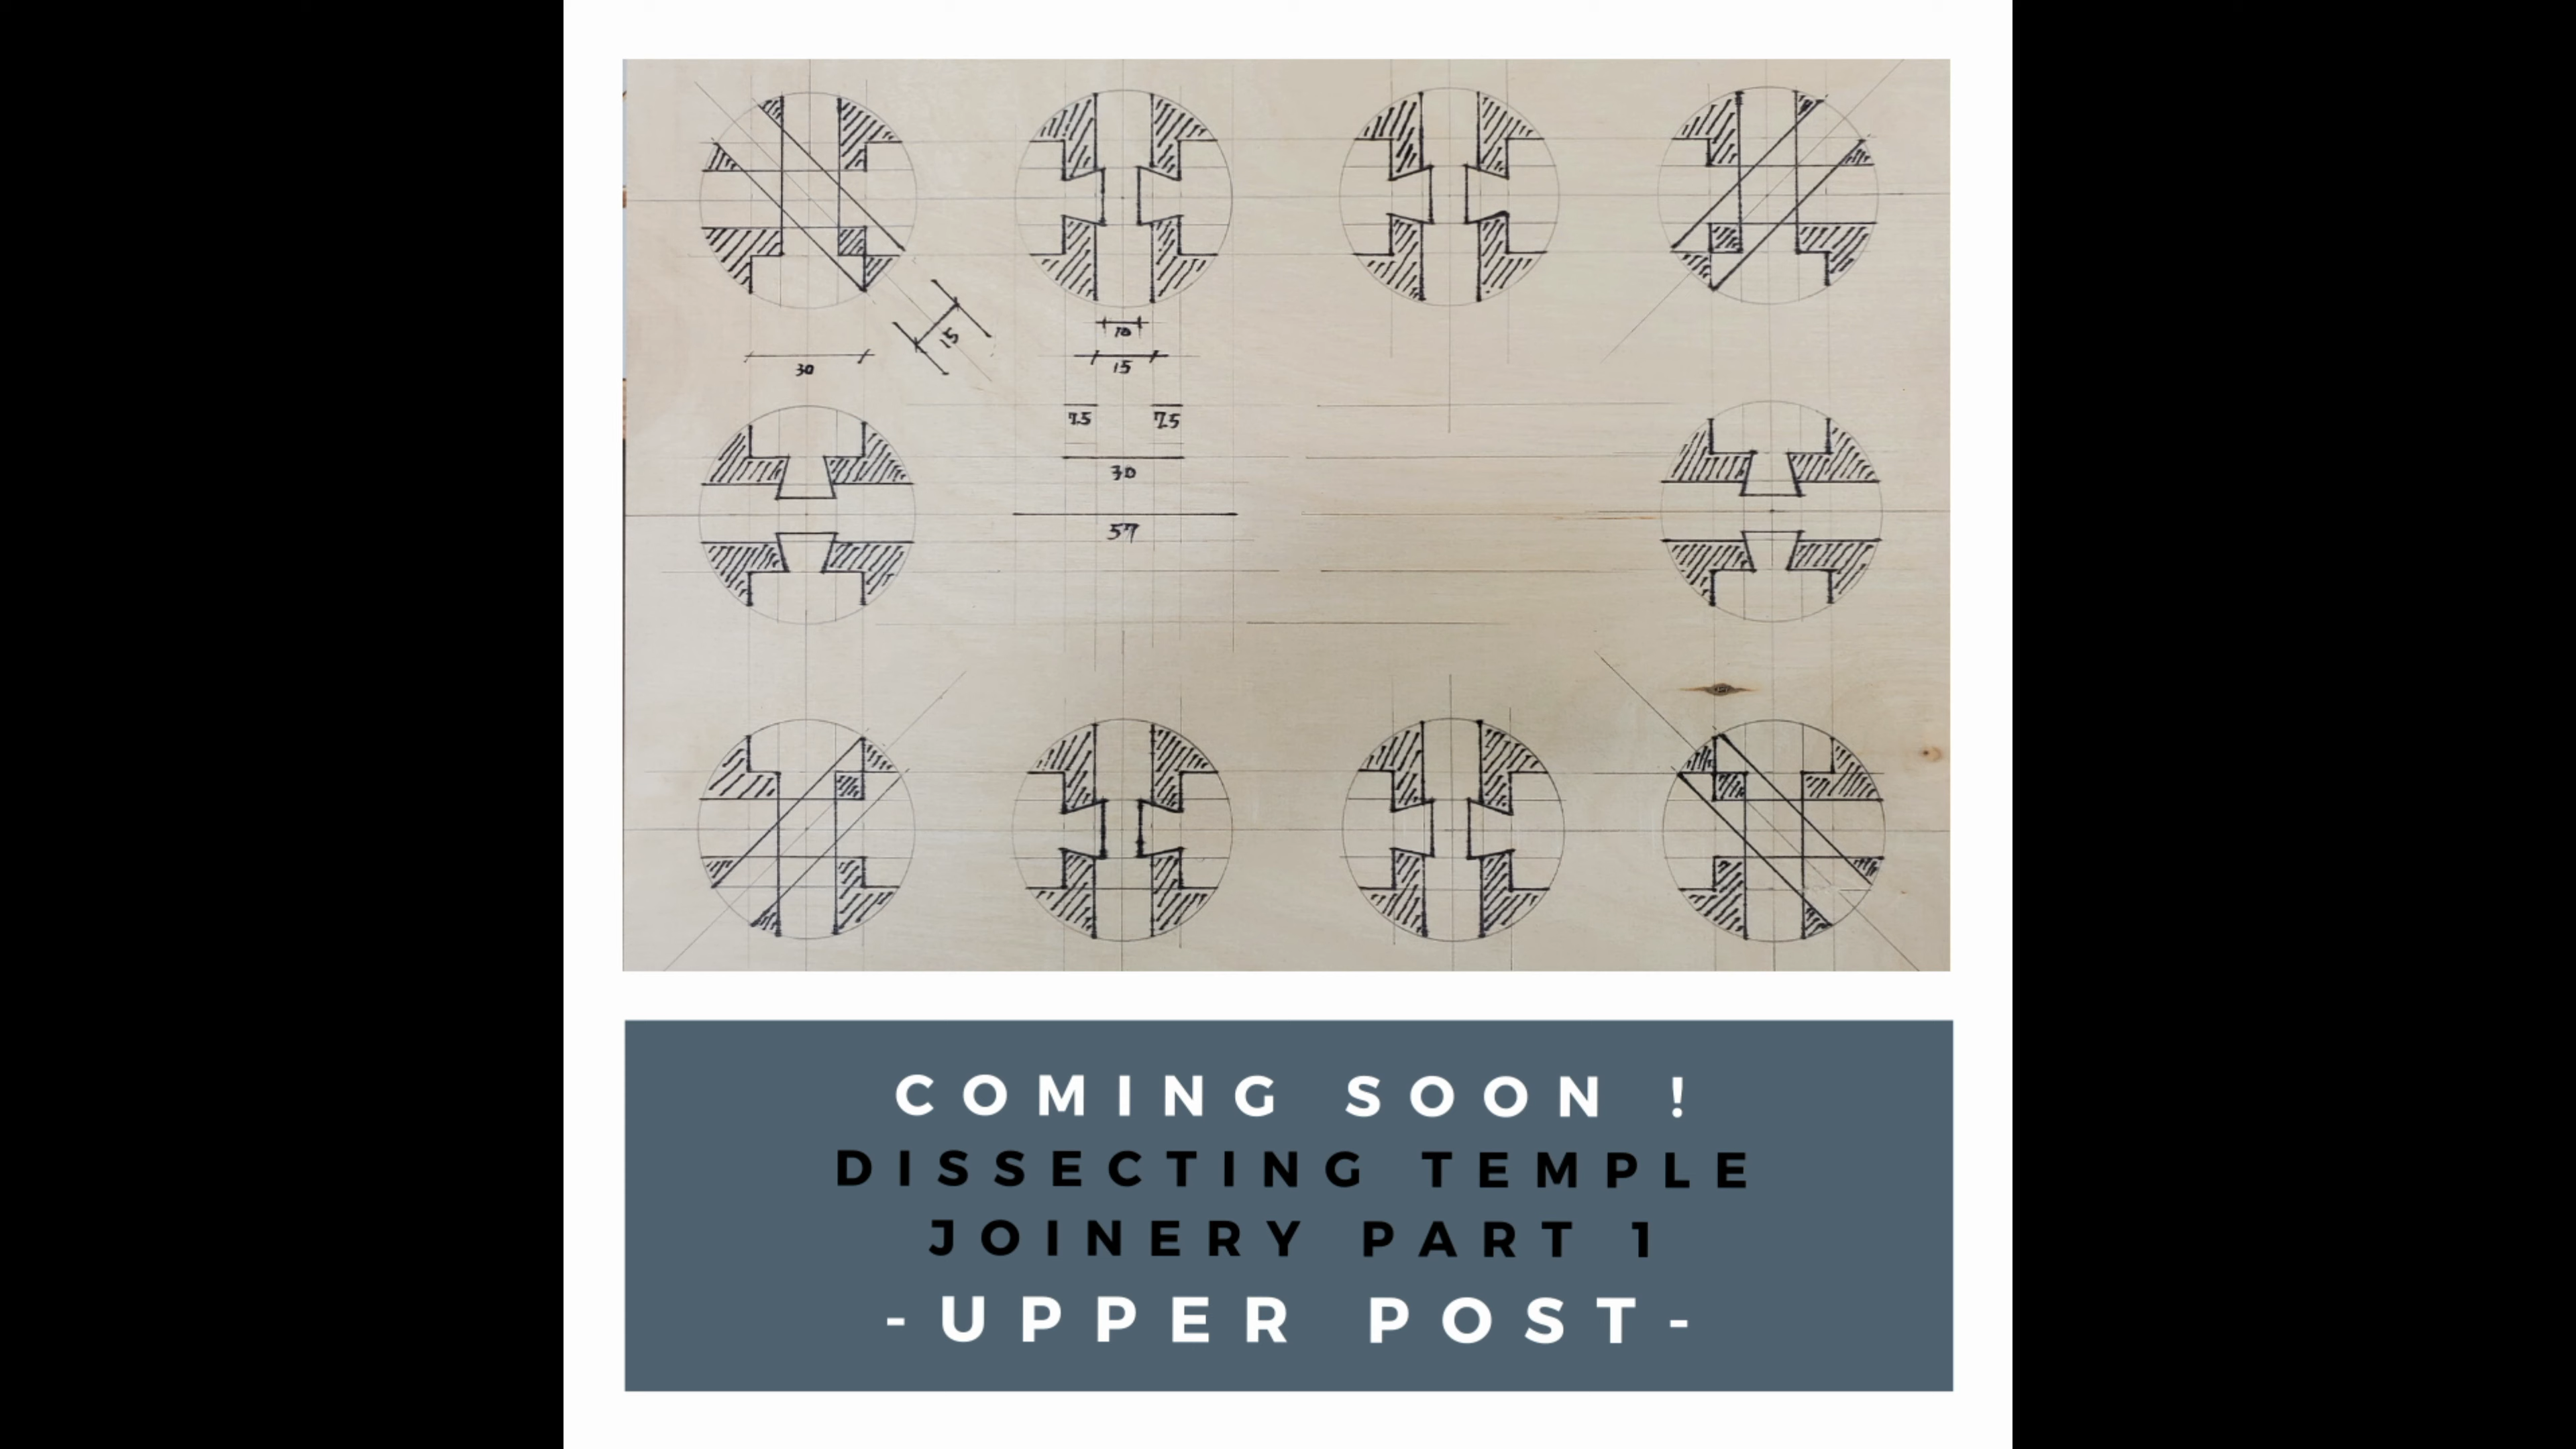 10
15
15
30
7.5 7.5
30
57
COMING SOON !
DISSECTING TEMPLE
JOINERY PART 1
-UPPER POST-